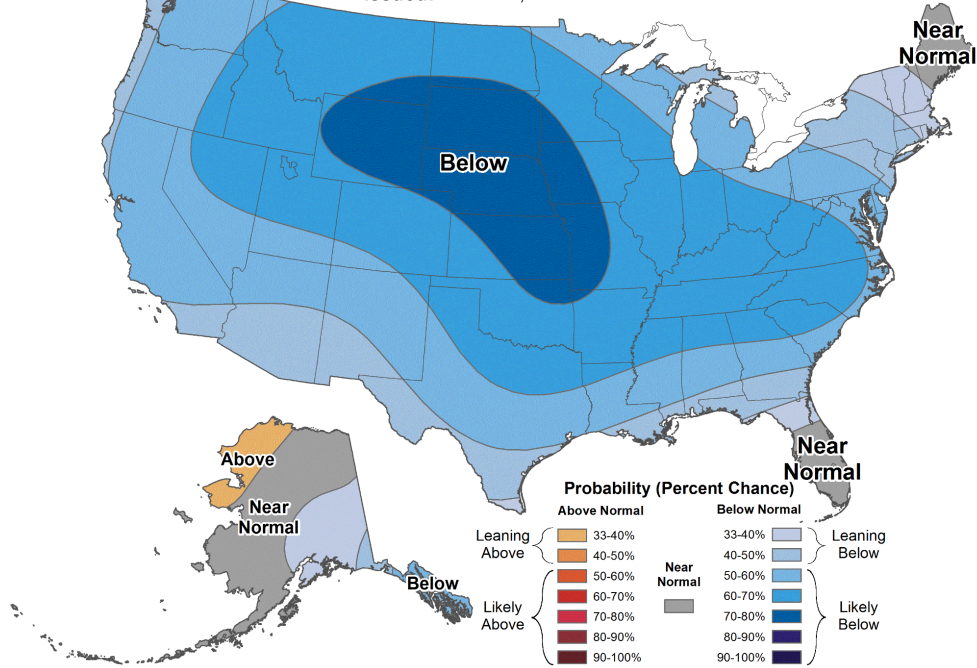 Near
Normal
Below
Near
Normal
Above
Near
Normal
Below
Probability (Percent Chance)
Above Normal
Below Normal
Leaning
Above
33-40%
40-50%
50-60%
60-70%
70-80%
80-90%
90-100%
Likely
Above
Near
Normal
33-40%
40-50%
50-60%
60-70%
70-80%
80-90%
90-100%
Leaning
Below
Likely
Below